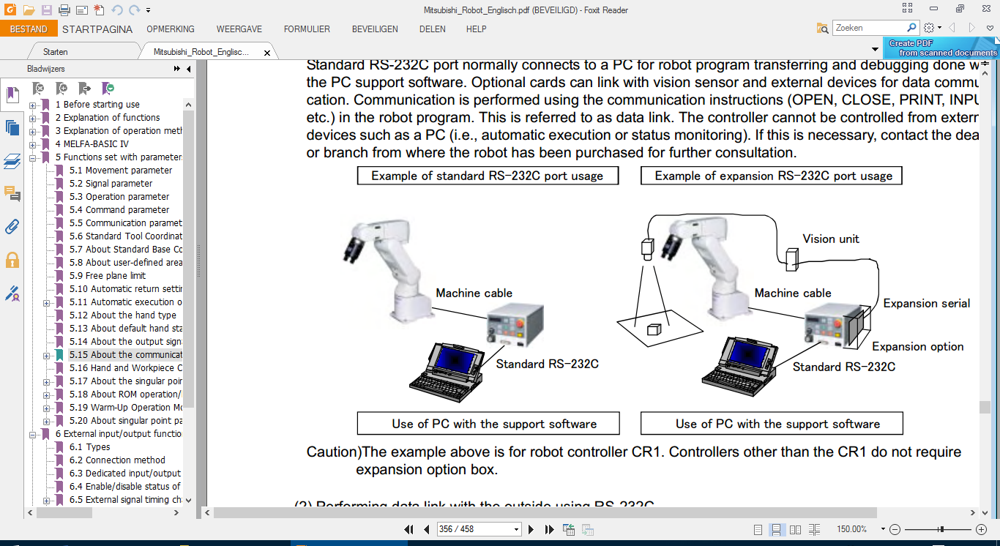 Mitsubishi_Robot_Englisch.pdf (BEVEILIGD) - Foxit Reader
BESTAND STARTPAGINA OPMERKING WEERGAVE FORMULIER BEVEILIGEN DELEN HELP
Zoeken
Starten
Mitsubishi_Robot_Englisc...
Create PDF
from scanned documents
Bladwijzers
1 Before starting use
2 Explanation of functions
3 Explanation of operation meth
4 MELFA-BASIC IV
5 Functions set with parameter
5.1 Movement parameter
5.2 Signal parameter
5.3 Operation parameter
5.4 Command parameter
5.5 Communication paramet
5.6 Standard Tool Coordinat
5.7 About Standard Base Co
5.8 About user-defined area
5.9 Free plane limit
5.10 Automatic return settin
5.11 Automatic execution o
5.12 About the hand type
5.13 About default hand sta
5.14 About the output sign
5.15 About the communicat
5.16 Hand and Workpiece C
5.17 About the singular poin
5.18 About ROM operation/
5.19 Warm-Up Operation Mo
5.20 About singular point pa
6 External input/output functio
6.1 Types
6.2 Connection method
6.3 Dedicated input/output
6.4 Enable/disable status of
6.5 External signal timing ch
Standard RS-232C port normally connects to a PC for robot program transferring and debugging done w
the PC support software. Optional cards can link with vision sensor and external devices for data commu
cation. Communication is performed using the communication instructions (OPEN, CLOSE, PRINT, INPU
etc.) in the robot program. This is referred to as data link. The controller cannot be controlled from extern
devices such as a PC (i.e., automatic execution or status monitoring). If this is necessary, contact the dea
or branch from where the robot has been purchased for further consultation.
Example of standard RS-232C port usage
Machine cable
Standard RS-232C
Use of PC with the support software
Example of expansion RS-232C port usage
Vision unit
Machine cable
Expansion serial
Expansion option
Standard RS-232C
Use of PC with the support software
Caution)The example above is for robot controller CR1. Controllers other than the CR1 do not require
expansion option box.
(2) Performing data link with the outside using RS-232C
356 / 458
150.00%